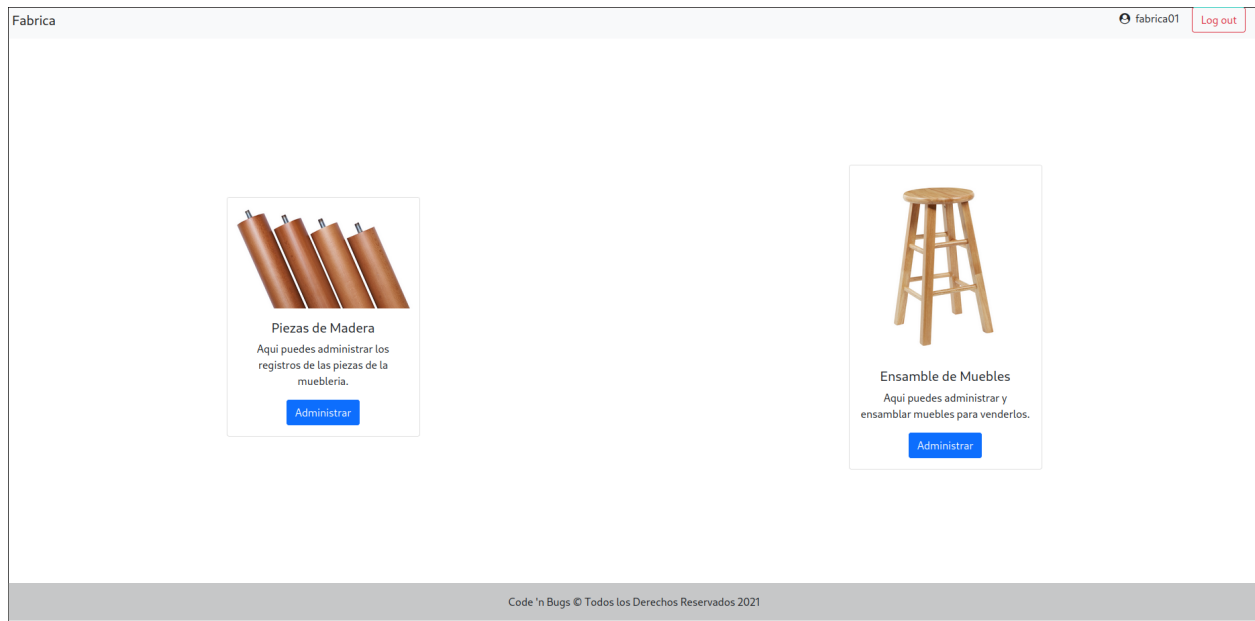 Fabrica
fabrica01
Log out
Piezas de Madera
Aqui puedes administrar los
registros de las piezas de la
muebleria.
Administrar
Ensamble de Muebles
Aqui puedes administrar y
ensamblar muebles para venderlos.
Administrar
Code 'n Bugs © Todos los Derechos Reservados 2021